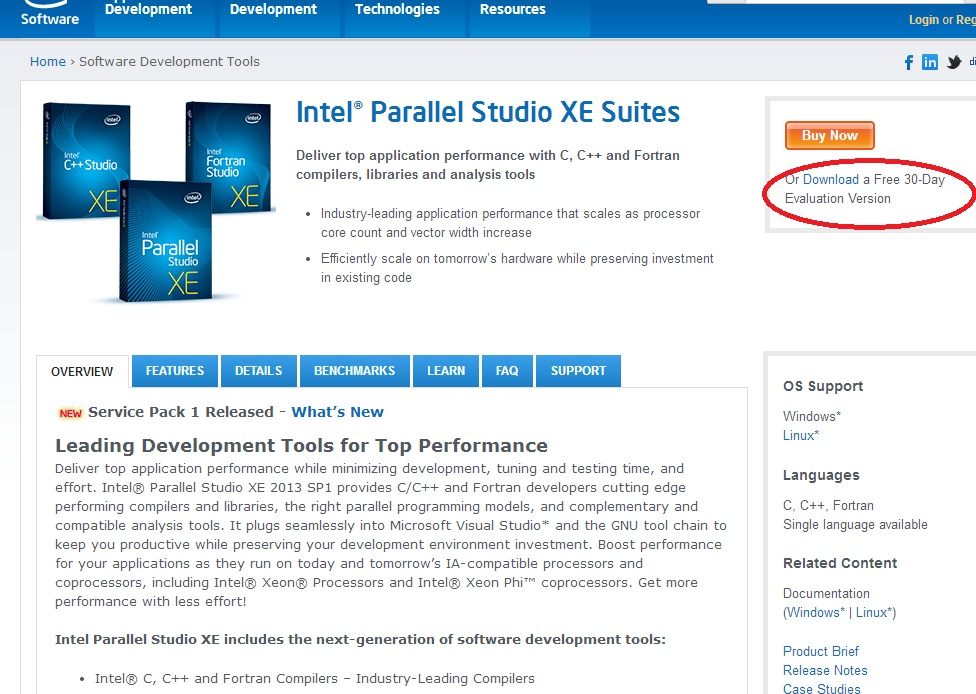 Software
Development
Development
Technologies
Resources
Login or Reg
Home › Software Development Tools
intel
Intel®
C++ Studio
XE
intel
Intel®
Fortran
Studio
XE
intel
Intel®
Parallel
Studio
XE
Intel® Parallel Studio XE Suites
Deliver top application performance with C, C++ and Fortran
compilers, libraries and analysis tools
• Industry-leading application performance that scales as processor
core count and vector width increase
• Efficiently scale on tomorrow's hardware while preserving investment
in existing code
Buy Now
Or Download a Free 30-Day
Evaluation Version
OVERVIEW
FEATURES
DETAILS
BENCHMARKS
LEARN
FAQ
SUPPORT
NEW Service Pack 1 Released - What's New
Leading Development Tools for Top Performance
Deliver top application performance while minimizing development, tuning and testing time, and
effort. Intel® Parallel Studio XE 2013 SP1 provides C/C++ and Fortran developers cutting edge
performing compilers and libraries, the right parallel programming models, and complementary and
compatible analysis tools. It plugs seamlessly into Microsoft Visual Studio* and the GNU tool chain to
keep you productive while preserving your development environment investment. Boost performance
for your applications as they run on today and tomorrow's IA-compatible processors and
coprocessors, including Intel® Xeon® Processors and Intel® Xeon Phi™ coprocessors. Get more
performance with less effort!
Intel Parallel Studio XE includes the next-generation of software development tools:
• Intel® C, C++ and Fortran Compilers – Industry-Leading Compilers
OS Support
Windows*
Linux*
Languages
C, C++, Fortran
Single language available
Related Content
Documentation
(Windows* | Linux*)
Product Brief
Release Notes
Case Studies